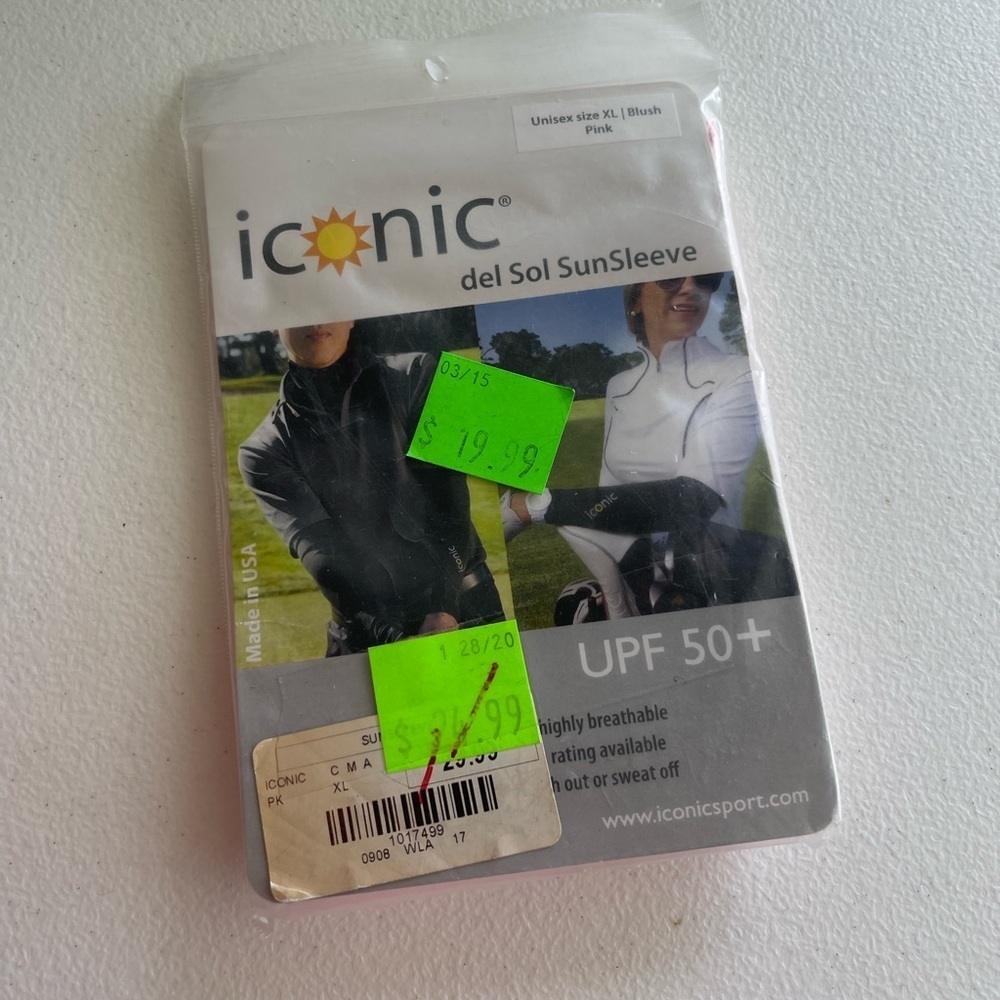 Unisex size XL | Blush
Pink
iconic®
del Sol SunSleeve
03/15
$ 19.99
iconic
iconic
Made in USA
1 28/20
$ 24.99
UPF 50+
highly breathable
rating available
out or sweat off
www.iconicsport.com
ICONIC C M A
PK XL
1017499
0908 WLA 17